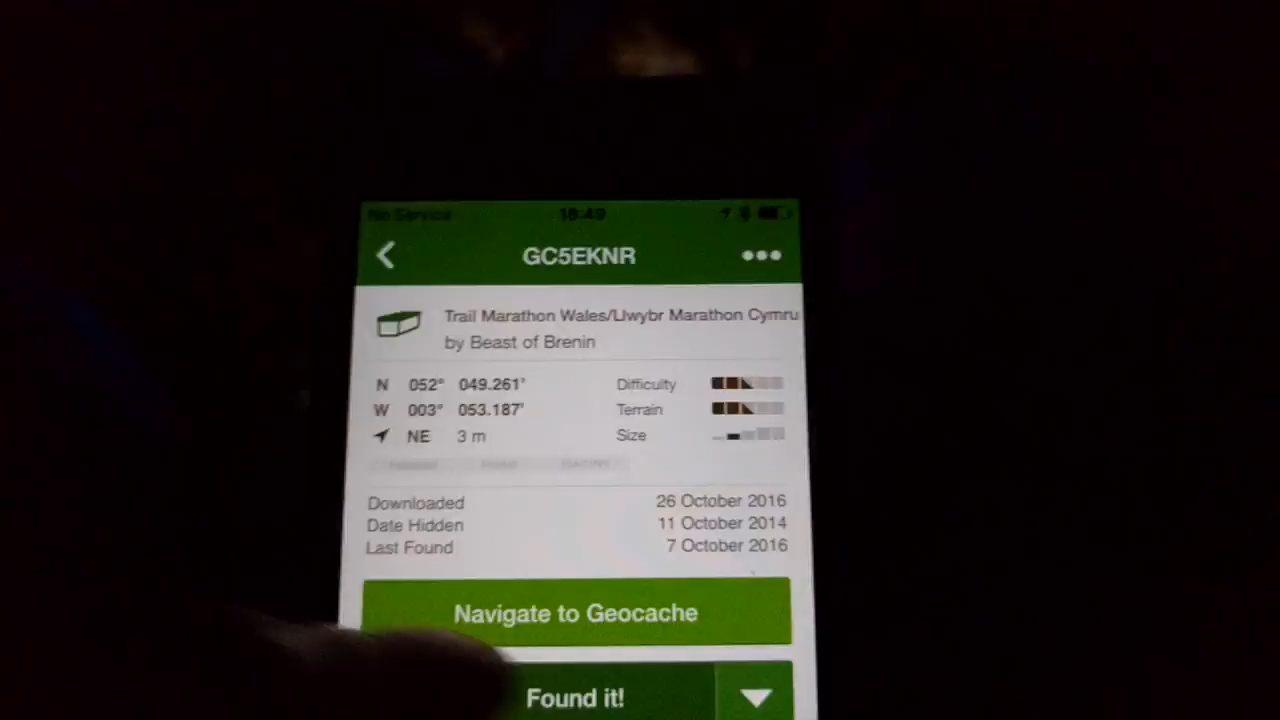 No Service 18:49
GC5EKNR
Trail Marathon Wales/Llwybr Marathon Cymru
by Beast of Brenin
N 052° 049.261' Difficulty
W 003° 053.187' Terrain
NE 3 m Size
Downloaded 26 October 2016
Date Hidden 11 October 2014
Last Found 7 October 2016
Navigate to Geocache
Found it!